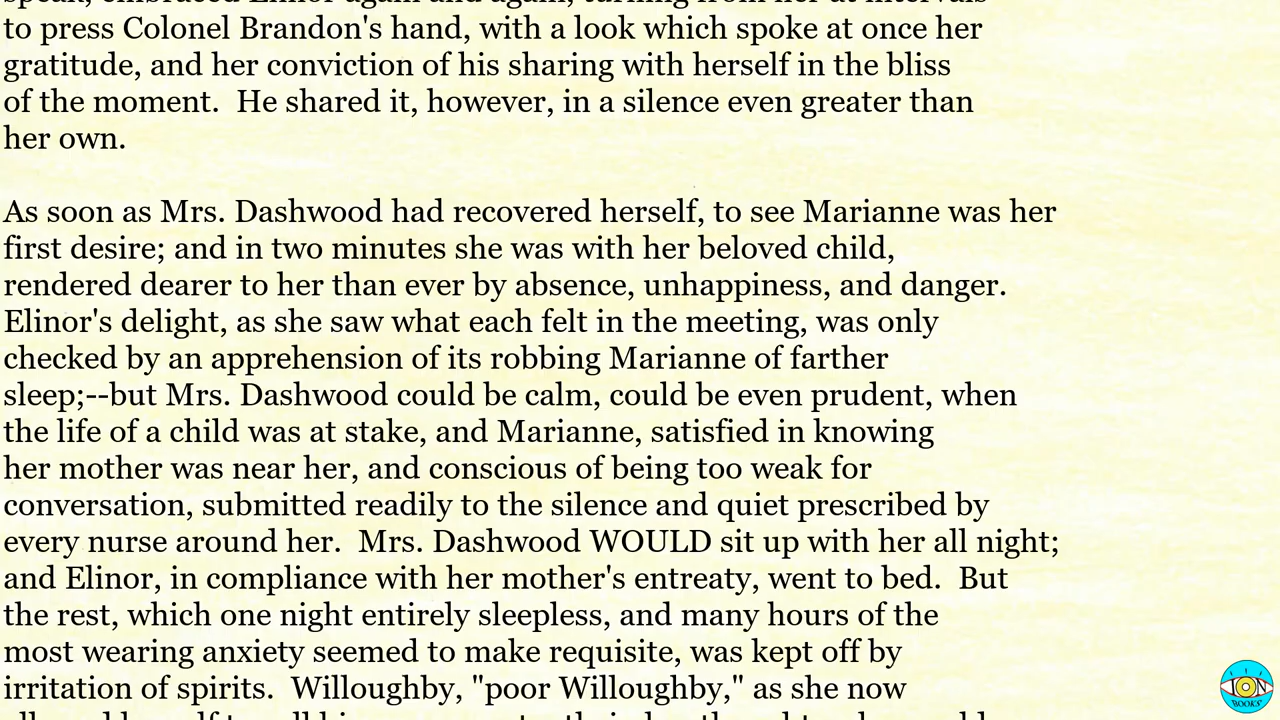 to press Colonel Brandon's hand, with a look which spoke at once her
gratitude, and her conviction of his sharing with herself in the bliss
of the moment.  He shared it, however, in a silence even greater than
her own.

As soon as Mrs. Dashwood had recovered herself, to see Marianne was her
first desire; and in two minutes she was with her beloved child,
rendered dearer to her than ever by absence, unhappiness, and danger.
Elinor's delight, as she saw what each felt in the meeting, was only
checked by an apprehension of its robbing Marianne of farther
sleep;--but Mrs. Dashwood could be calm, could be even prudent, when
the life of a child was at stake, and Marianne, satisfied in knowing
her mother was near her, and conscious of being too weak for
conversation, submitted readily to the silence and quiet prescribed by
every nurse around her.  Mrs. Dashwood WOULD sit up with her all night;
and Elinor, in compliance with her mother's entreaty, went to bed.  But
the rest, which one night entirely sleepless, and many hours of the
most wearing anxiety seemed to make requisite, was kept off by
irritation of spirits.  Willoughby, "poor Willoughby," as she now
ION
BOOKS